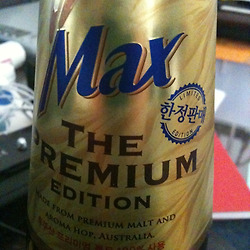 Max
LIMITED
한정판매
EDITION
THE
PREMIUM
EDITION
MADE FROM PREMIUM MALT AND
AROMA HOP, AUSTRALIA